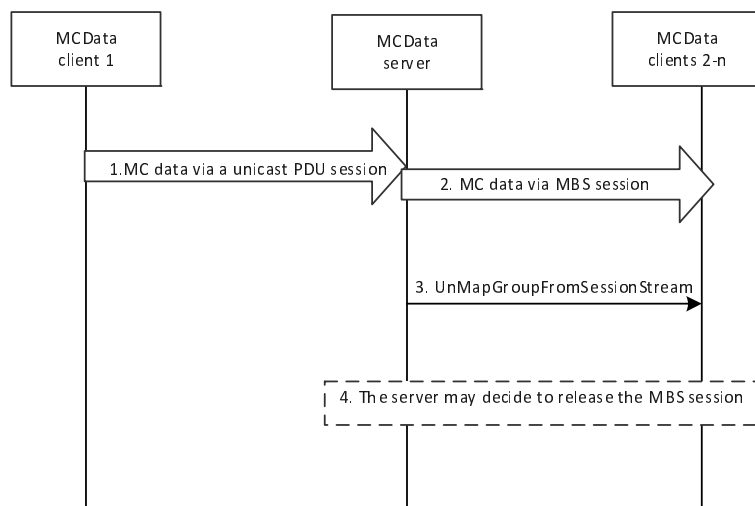 MCData
client 1
MCData
server
MCData
clients 2-n
1.MC data via a unicast PDU session
2. MC data via MBS session
3. UnMapGroupFromSessionStream
4. The server may decide to release the MBS session